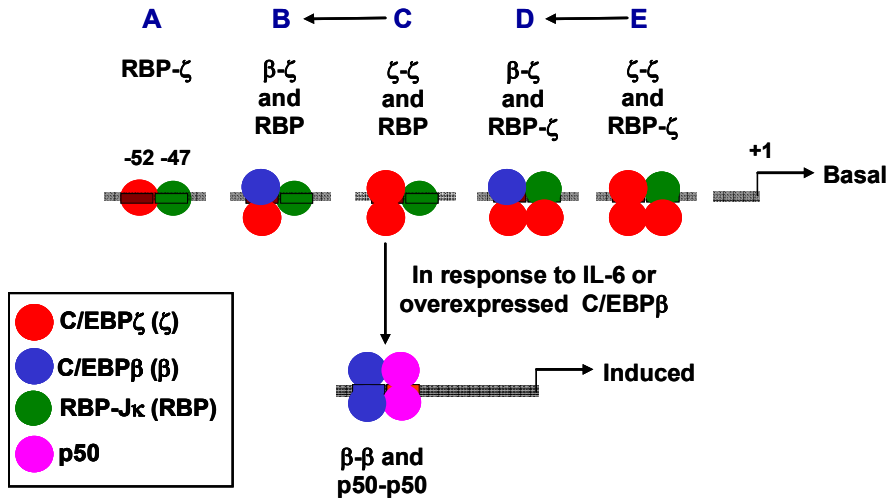 A B C D E
RBP-ζ
β-ζ
and
RBP
ζ-ζ
and
RBP
β-ζ
and
RBP-ζ
ζ-ζ
and
RBP-ζ
-52 -47
+1
Basal
In response to IL-6 or
overexpressed C/EBPβ
C/EBPζ (ζ)
C/EBPβ (β)
RBP-Jκ (RBP)
p50
Induced
β-β and
p50-p50